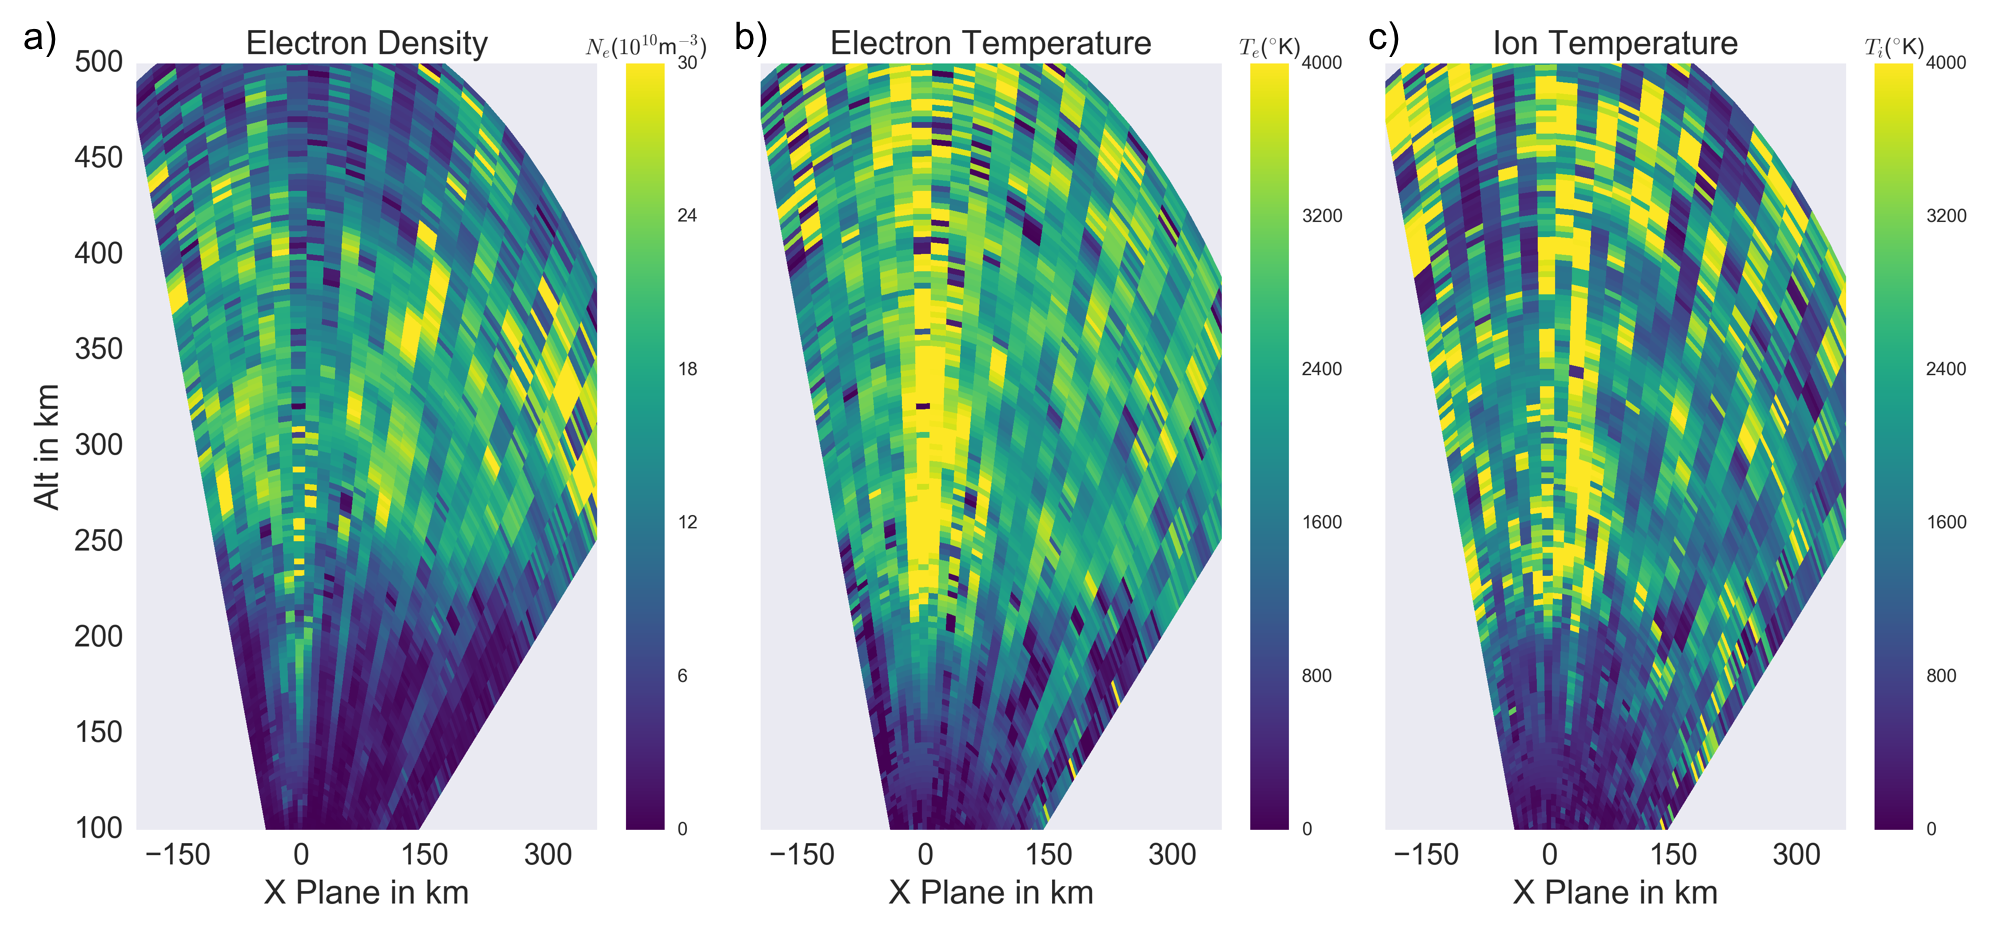 a)
Electron Density
Nₑ(10¹⁰m⁻³)
500
450
400
350
300
250
200
150
100
Alt in km
−150 0 150 300
X Plane in km
30
24
18
12
6
0
b)
Electron Temperature
Tₑ(°K)
−150 0 150 300
X Plane in km
4000
3200
2400
1600
800
0
c)
Ion Temperature
Tᵢ(°K)
−150 0 150 300
X Plane in km
4000
3200
2400
1600
800
0